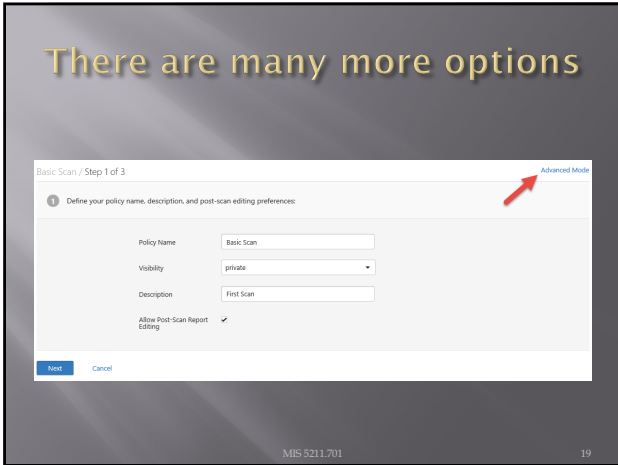 There are many more options
Basic Scan / Step 1 of 3
Advanced Mode
1 Define your policy name, description, and post-scan editing preferences:
Policy Name Basic Scan
Visibility private
Description First Scan
Allow Post-Scan Report
Editing
Next Cancel
MIS 5211.701 19